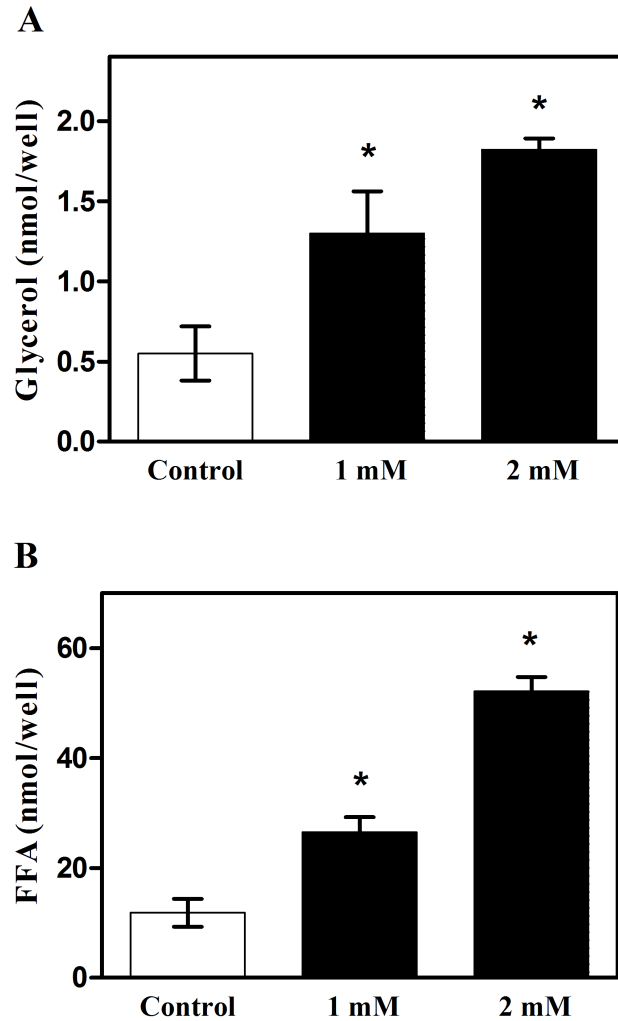 A
Glycerol (nmol/well)
2.0
1.5
1.0
0.5
0.0
*
*
Control 1 mM 2 mM
B
FFA (nmol/well)
60
40
20
0
*
*
Control 1 mM 2 mM